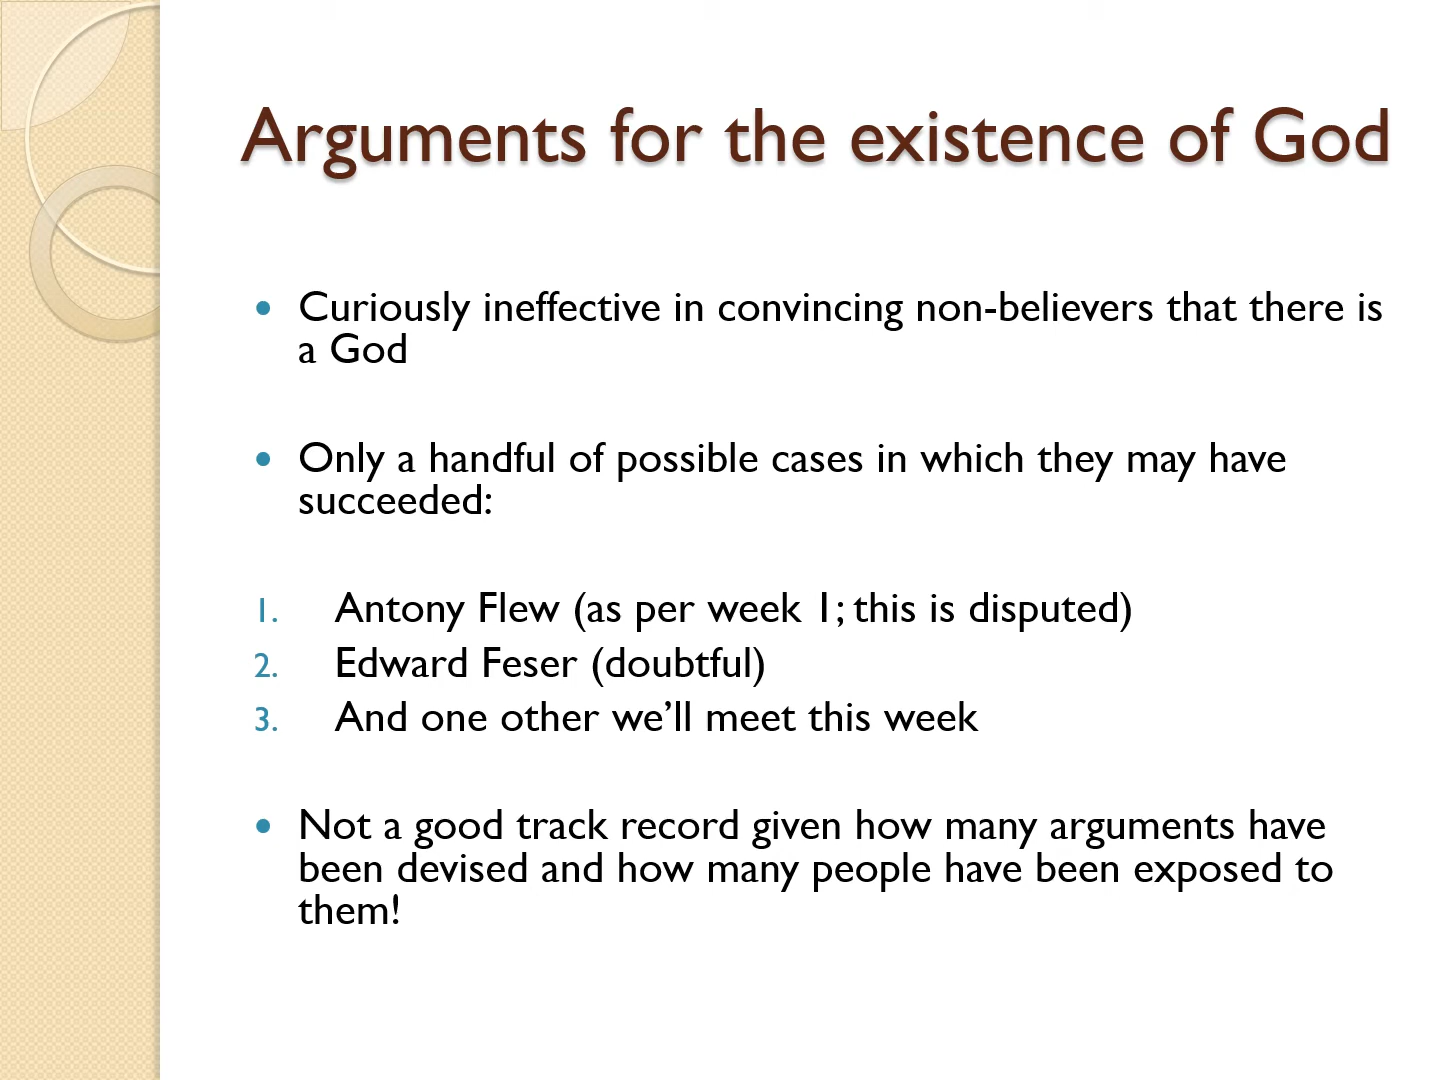 Arguments for the existence of God
• Curiously ineffective in convincing non-believers that there is
a God
• Only a handful of possible cases in which they may have
succeeded:
1. Antony Flew (as per week 1; this is disputed)
2. Edward Feser (doubtful)
3. And one other we’ll meet this week
• Not a good track record given how many arguments have
been devised and how many people have been exposed to
them!